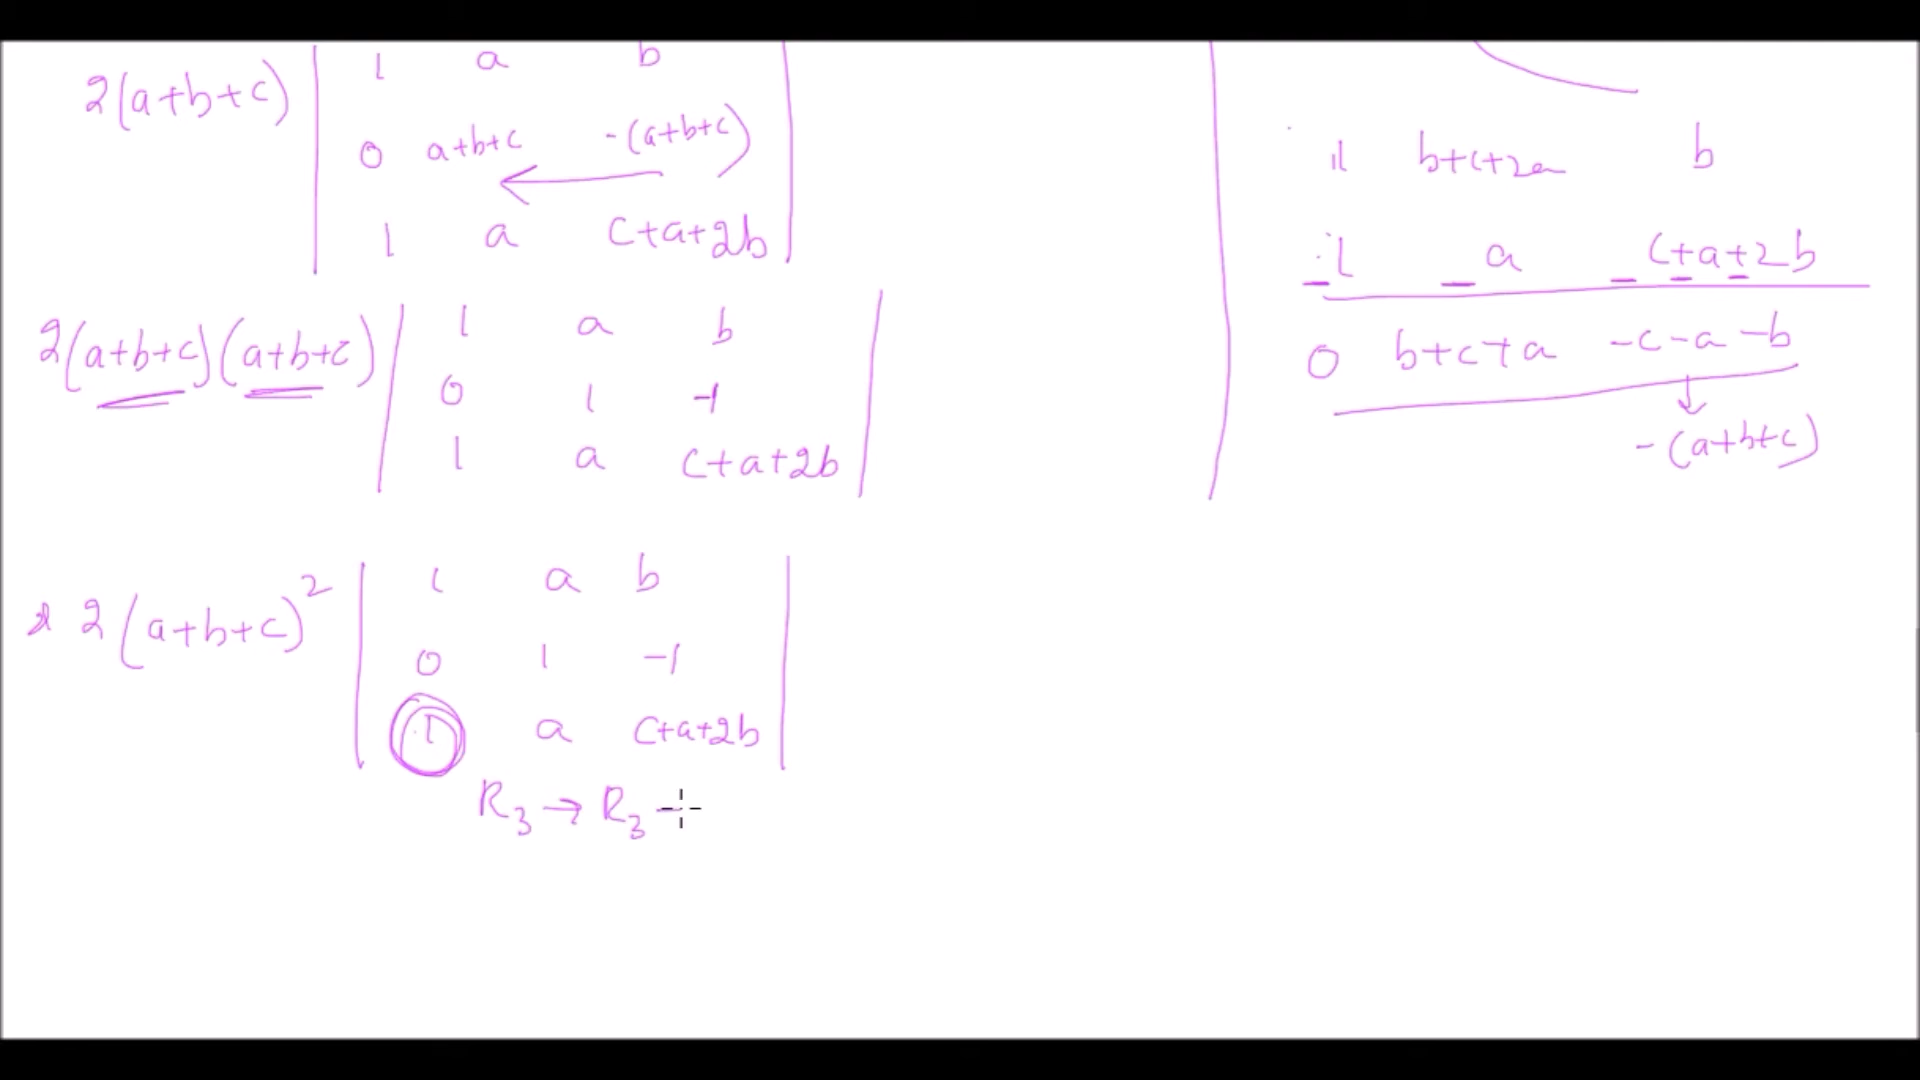 1 a b
2(a+b+c)
0 a+b+c -(a+b+c)
1 a c+a+2b
1 a b
2(a+b+c)(a+b+c)
0 1 -1
1 a c+a+2b
1 a b
2(a+b+c)²
0 1 -1
1 a c+a+2b
R₃→R₃-
1 b+c+2a b
1 a c+a+2b
- - - - -
0 b+c+a -c-a-b
↓
-(a+b+c)